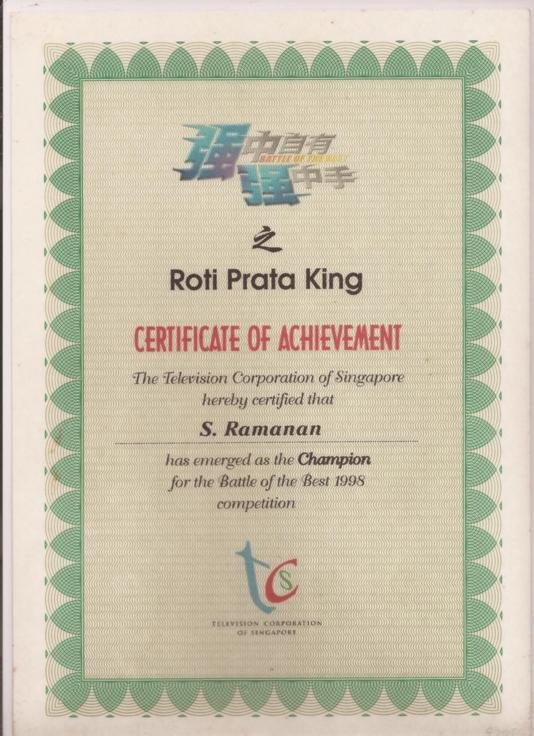 强中自有
BATTLE OF THE BEST
强中手
之
Roti Prata King
CERTIFICATE OF ACHIEVEMENT
The Television Corporation of Singapore
hereby certified that
S. Ramanan
has emerged as the Champion
for the Battle of the Best 1998
competition
tcs
TELEVISION CORPORATION
OF SINGAPORE